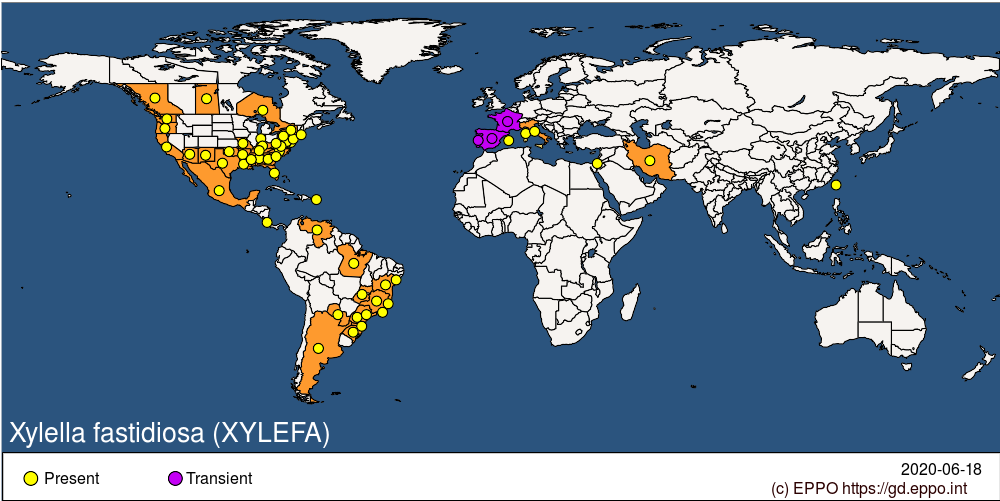 Xylella fastidiosa (XYLEFA)
Present
Transient
2020-06-18
(c) EPPO https://gd.eppo.int